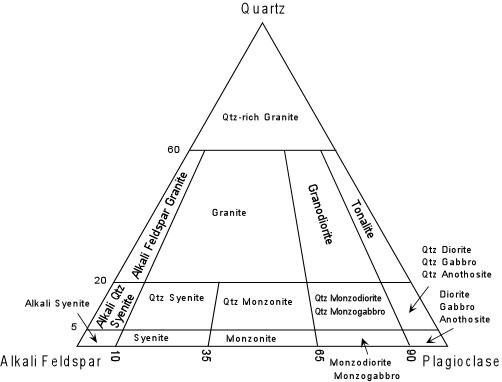 Quartz
Qtz-rich Granite
60
Alkali Feldspar Granite
Granite
Granodiorite
Tonalite
Qtz Diorite
Qtz Gabbro
Qtz Anothosite
20
Alkali Qtz
Syenite
Qtz Syenite
Qtz Monzonite
Qtz Monzodiorite
Qtz Monzogabbro
Alkali Syenite
Diorite
Gabbro
Anothosite
5
Syenite
Monzonite
Alkali Feldspar
10
35
65
90
Plagioclase
Monzodiorite
Monzogabbro